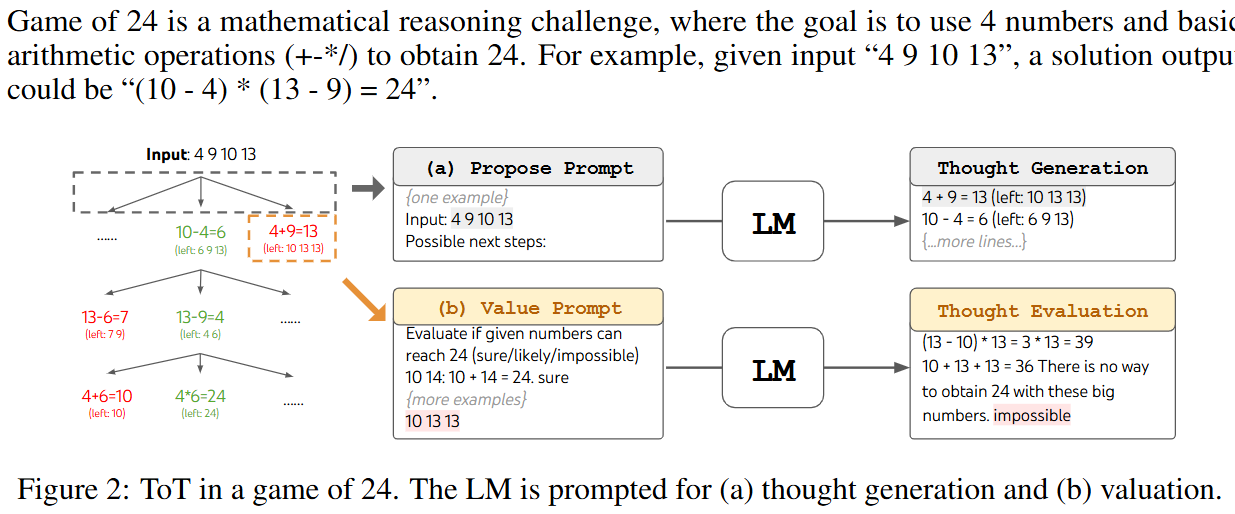 Game of 24 is a mathematical reasoning challenge, where the goal is to use 4 numbers and basic
arithmetic operations (+-*/) to obtain 24. For example, given input “4 9 10 13”, a solution outpu
could be “(10 - 4) * (13 - 9) = 24”.
Input: 4 9 10 13
......
10-4=6
(left: 6 9 13)
4+9=13
(left: 10 13 13)
13-6=7
(left: 7 9)
13-9=4
(left: 4 6)
......
4+6=10
(left: 10)
4*6=24
(left: 24)
......
(a) Propose Prompt
{one example}
Input: 4 9 10 13
Possible next steps:
LM
Thought Generation
4 + 9 = 13 (left: 10 13 13)
10 - 4 = 6 (left: 6 9 13)
{...more lines...}
(b) Value Prompt
Evaluate if given numbers can
reach 24 (sure/likely/impossible)
10 14: 10 + 14 = 24. sure
{more examples}
10 13 13
LM
Thought Evaluation
(13 - 10) * 13 = 3 * 13 = 39
10 + 13 + 13 = 36 There is no way
to obtain 24 with these big
numbers. impossible
Figure 2: ToT in a game of 24. The LM is prompted for (a) thought generation and (b) valuation.